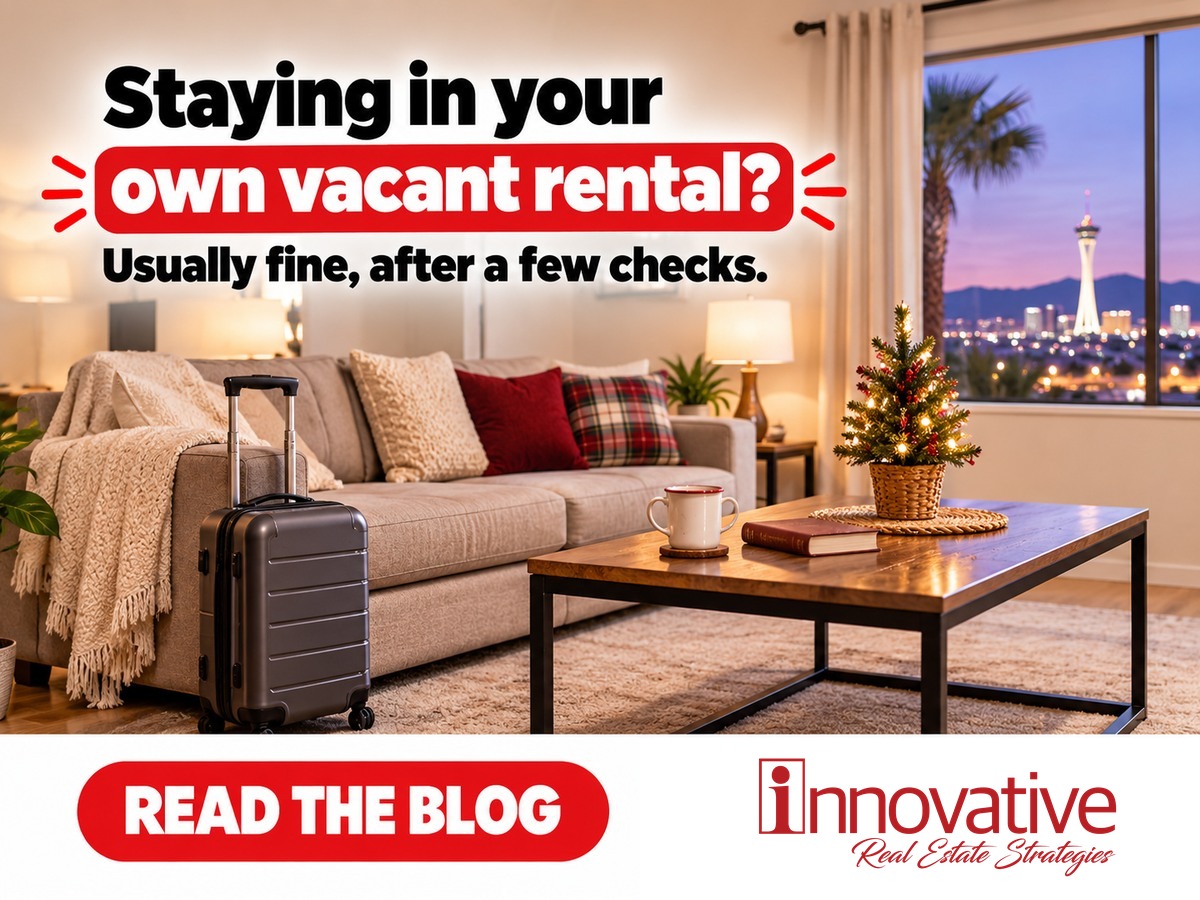 Staying in your
own vacant rental?
Usually fine, after a few checks.
READ THE BLOG
innovative
Real Estate Strategies